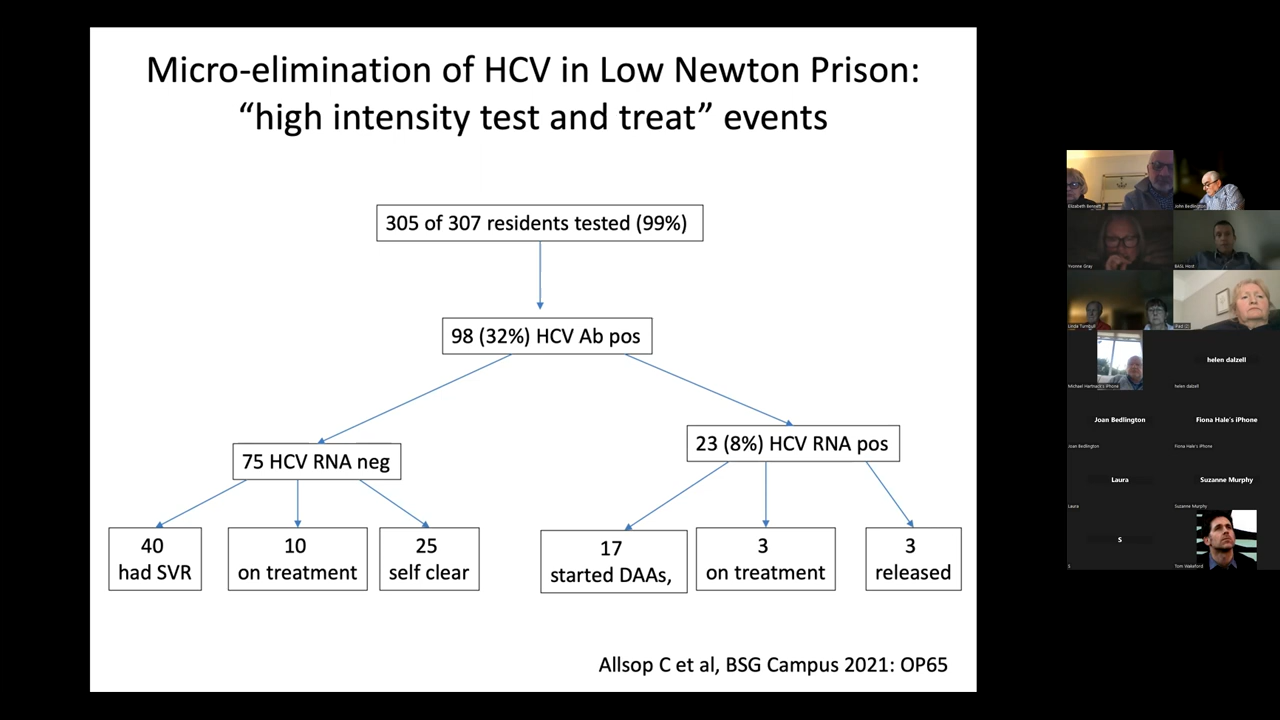 Micro-elimination of HCV in Low Newton Prison:
“high intensity test and treat” events
305 of 307 residents tested (99%)
98 (32%) HCV Ab pos
75 HCV RNA neg
23 (8%) HCV RNA pos
40
had SVR
10
on treatment
25
self clear
17
started DAAs,
3
on treatment
3
released
Allsop C et al, BSG Campus 2021: OP65
Elizabeth Bennett
John Bedlington
Yvonne Gray
BASL Host
Linda Turnbull
iPad
Michael Hartnack's iPhone
helen dalzell
helen dalzell
Joan Bedlington
Joan Bedlington
Fiona Hale's iPhone
Fiona Hale's iPhone
Laura
Laura
Suzanne Murphy
Suzanne Murphy
S
S
Tom Wakeford